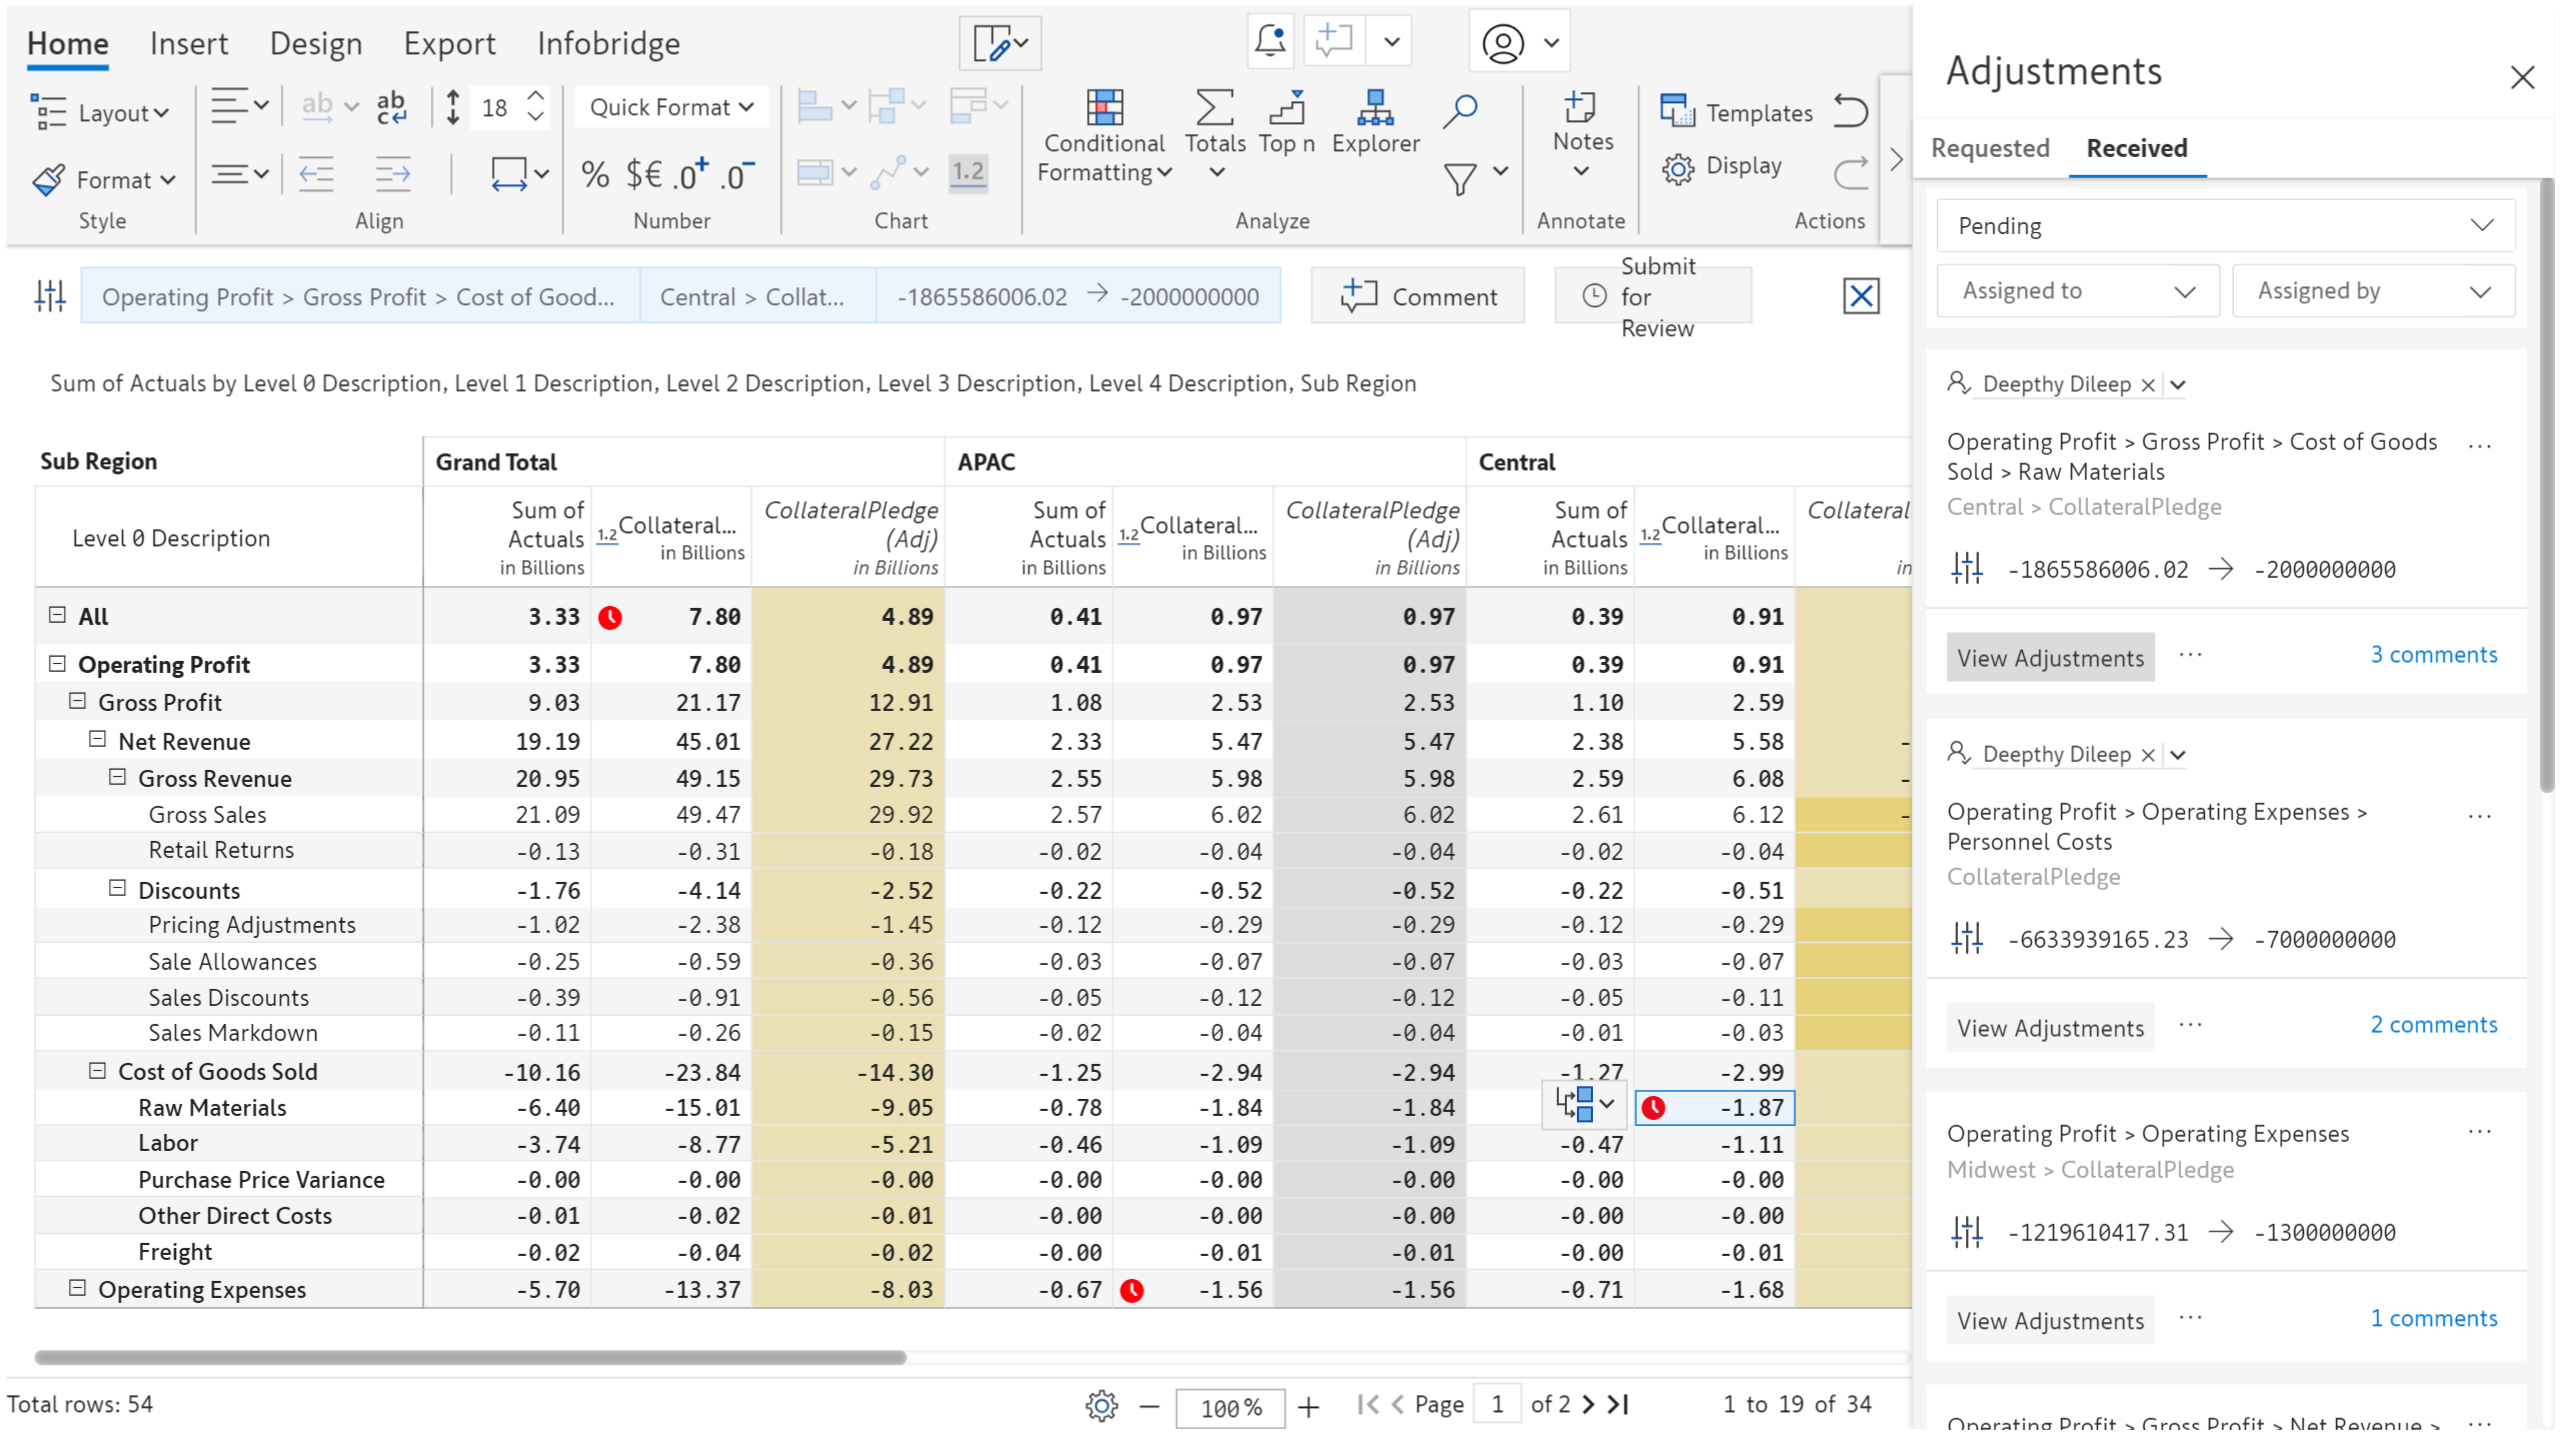 Home Insert Design Export Infobridge
Layout
ab
ab
c
18
Quick Format
Conditional
Formatting
Totals
Top n
Explorer
Notes
Templates
Format
% $€ .0+ .0-
1.2
Display
Style
Align
Number
Chart
Analyze
Annotate
Actions
Operating Profit > Gross Profit > Cost of Good...
Central > Collat...
-1865586006.02 → -2000000000
Comment
Submit
for
Review
Sum of Actuals by Level 0 Description, Level 1 Description, Level 2 Description, Level 3 Description, Level 4 Description, Sub Region
Sub Region Grand Total APAC Central
Level 0 Description
Sum of
Actuals
in Billions
1.2 Collateral...
in Billions
CollateralPledge
(Adj)
in Billions
Sum of
Actuals
in Billions
1.2 Collateral...
in Billions
CollateralPledge
(Adj)
in Billions
Sum of
Actuals
in Billions
1.2 Collateral...
in Billions
Collateral
in
All 3.33 7.80 4.89 0.41 0.97 0.97 0.39 0.91
Operating Profit 3.33 7.80 4.89 0.41 0.97 0.97 0.39 0.91
Gross Profit 9.03 21.17 12.91 1.08 2.53 2.53 1.10 2.59
Net Revenue 19.19 45.01 27.22 2.33 5.47 5.47 2.38 5.58 -
Gross Revenue 20.95 49.15 29.73 2.55 5.98 5.98 2.59 6.08 -
Gross Sales 21.09 49.47 29.92 2.57 6.02 6.02 2.61 6.12 -
Retail Returns -0.13 -0.31 -0.18 -0.02 -0.04 -0.04 -0.02 -0.04
Discounts -1.76 -4.14 -2.52 -0.22 -0.52 -0.52 -0.22 -0.51
Pricing Adjustments -1.02 -2.38 -1.45 -0.12 -0.29 -0.29 -0.12 -0.29
Sale Allowances -0.25 -0.59 -0.36 -0.03 -0.07 -0.07 -0.03 -0.07
Sales Discounts -0.39 -0.91 -0.56 -0.05 -0.12 -0.12 -0.05 -0.11
Sales Markdown -0.11 -0.26 -0.15 -0.02 -0.04 -0.04 -0.01 -0.03
Cost of Goods Sold -10.16 -23.84 -14.30 -1.25 -2.94 -2.94 -1.27 -2.99
Raw Materials -6.40 -15.01 -9.05 -0.78 -1.84 -1.84 -1.87
Labor -3.74 -8.77 -5.21 -0.46 -1.09 -1.09 -0.47 -1.11
Purchase Price Variance -0.00 -0.00 -0.00 -0.00 -0.00 -0.00 -0.00 -0.00
Other Direct Costs -0.01 -0.02 -0.01 -0.00 -0.00 -0.00 -0.00 -0.00
Freight -0.02 -0.04 -0.02 -0.00 -0.01 -0.01 -0.00 -0.01
Operating Expenses -5.70 -13.37 -8.03 -0.67 -1.56 -1.56 -0.71 -1.68
Total rows: 54
100 %
Page 1 of 2
1 to 19 of 34
Adjustments
Requested Received
Pending
Assigned to
Assigned by
Deepthy Dileep
Operating Profit > Gross Profit > Cost of Goods
Sold > Raw Materials
Central > CollateralPledge
-1865586006.02 → -2000000000
View Adjustments ... 3 comments
Deepthy Dileep
Operating Profit > Operating Expenses >
Personnel Costs
CollateralPledge
-6633939165.23 → -7000000000
View Adjustments ... 2 comments
Operating Profit > Operating Expenses
Midwest > CollateralPledge
-1219610417.31 → -1300000000
View Adjustments ... 1 comments
Operating Profit > Gross Profit > Net Revenue >